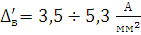 Δ′в = 3,5 ÷ 5,3 А/мм²